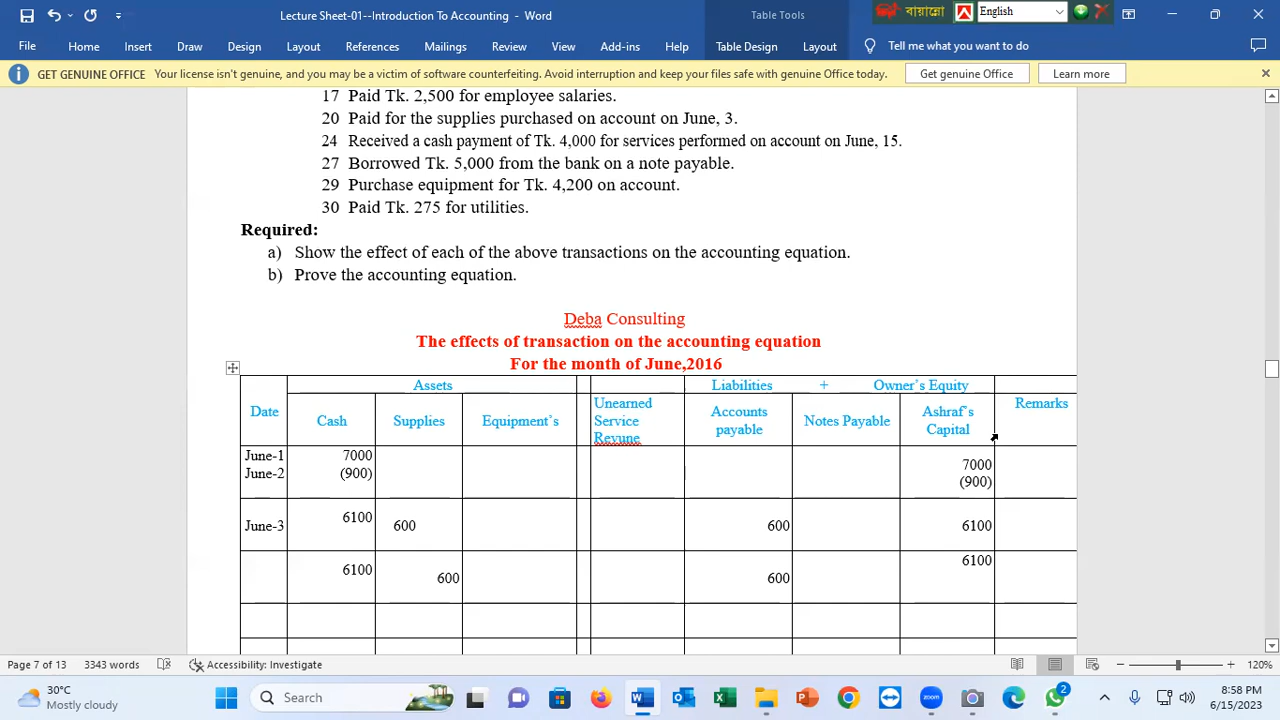 Lecture Sheet-01--Introduction To Accounting - Word
Table Tools
বায়ান্নো
English
File Home Insert Draw Design Layout References Mailings Review View Add-ins Help Table Design Layout Tell me what you want to do
GET GENUINE OFFICE Your license isn't genuine, and you may be a victim of software counterfeiting. Avoid interruption and keep your files safe with genuine Office today. Get genuine Office Learn more
17 Paid Tk. 2,500 for employee salaries.
20 Paid for the supplies purchased on account on June, 3.
24 Received a cash payment of Tk. 4,000 for services performed on account on June, 15.
27 Borrowed Tk. 5,000 from the bank on a note payable.
29 Purchase equipment for Tk. 4,200 on account.
30 Paid Tk. 275 for utilities.
Required:
a) Show the effect of each of the above transactions on the accounting equation.
b) Prove the accounting equation.
Deba Consulting
The effects of transaction on the accounting equation
For the month of June,2016
Assets Liabilities + Owner's Equity
Date Cash Supplies Equipment's Unearned Service Revune Accounts payable Notes Payable Ashraf's Capital Remarks
June-1 7000 7000
June-2 (900) (900)
June-3 6100 600 600 6100
6100 600 600 6100
Page 7 of 13 3343 words Accessibility: Investigate 120%
30°C
Mostly cloudy
Search
2
8:58 PM
6/15/2023